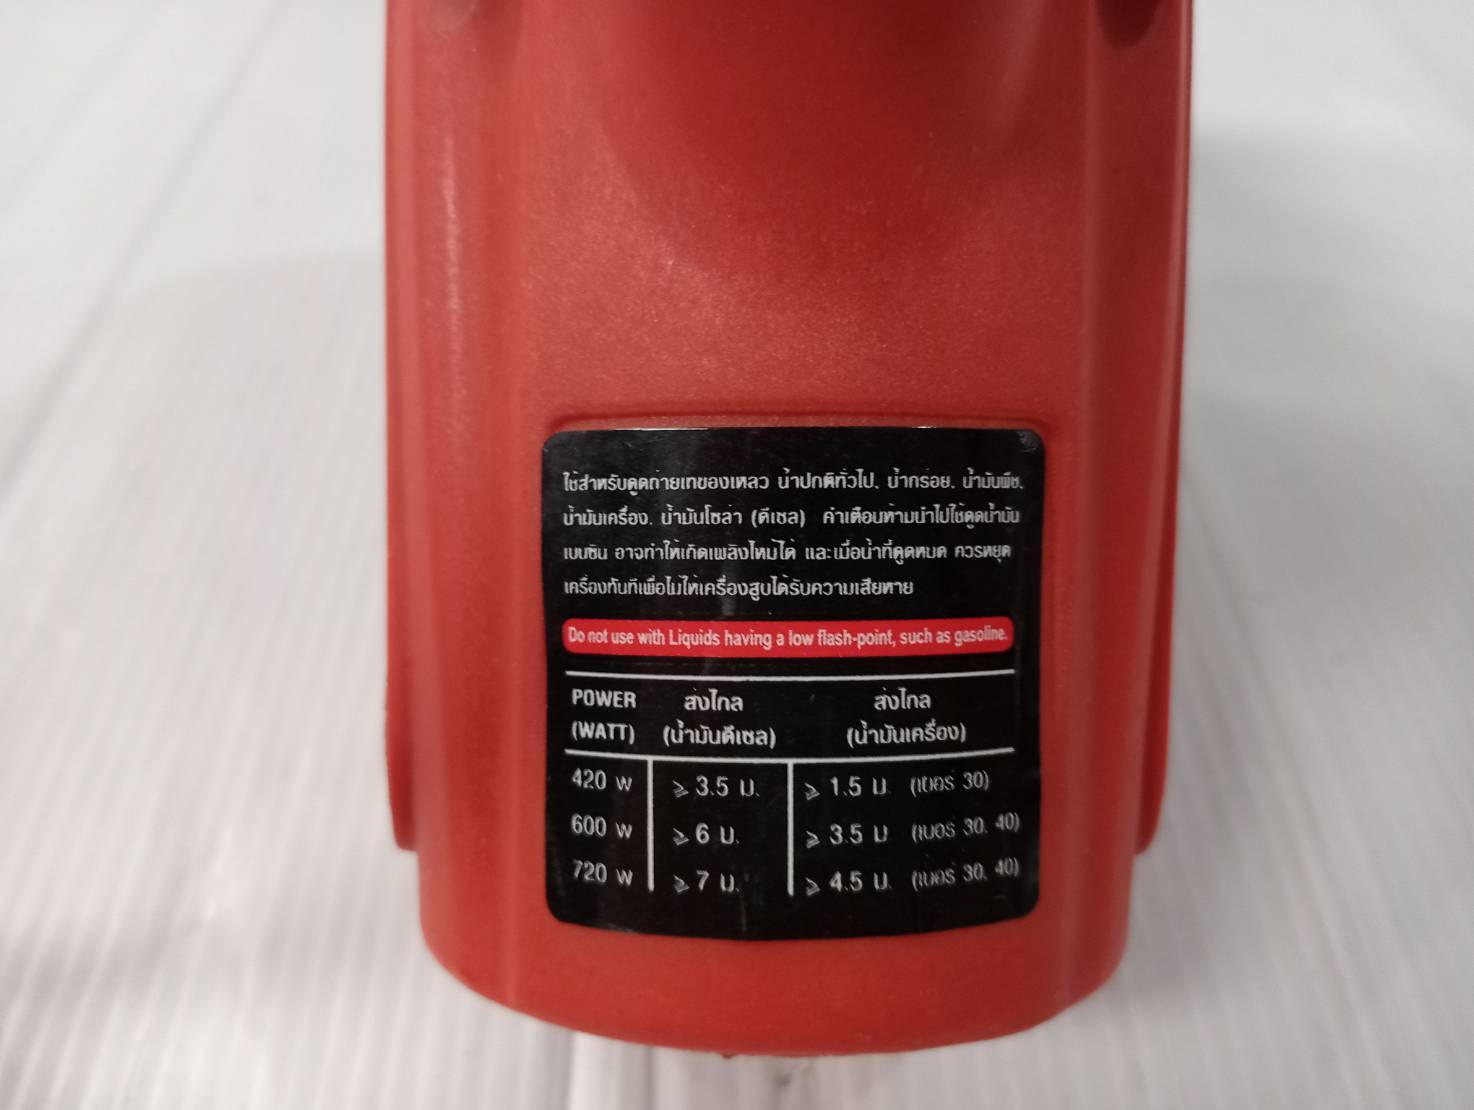 ใช้สำหรับดูดถ่ายเทของเหลว น้ำปกติทั่วไป, น้ำกร่อย, น้ำมันพืช,
น้ำมันเครื่อง, น้ำมันโซล่า (ดีเซล) คำเตือนห้ามนำไปใช้ดูดน้ำมัน
เบนซิน อาจทำให้เกิดเพลิงไหม้ได้ และเมื่อน้ำที่ดูดหมด ควรหยุด
เครื่องทันทีเพื่อไม่ให้เครื่องสูบได้รับความเสียหาย
Do not use with Liquids having a low flash-point, such as gasoline.
POWER ส่งไกล ส่งไกล
(WATT) (น้ำมันดีเซล) (น้ำมันเครื่อง)
420 W ⩾ 3.5 ม. ⩾ 1.5 ม. (เบอร์ 30)
600 W ⩾ 6 ม. ⩾ 3.5 ม. (เบอร์ 30, 40)
720 W ⩾ 7 ม. ⩾ 4.5 ม. (เบอร์ 30, 40)